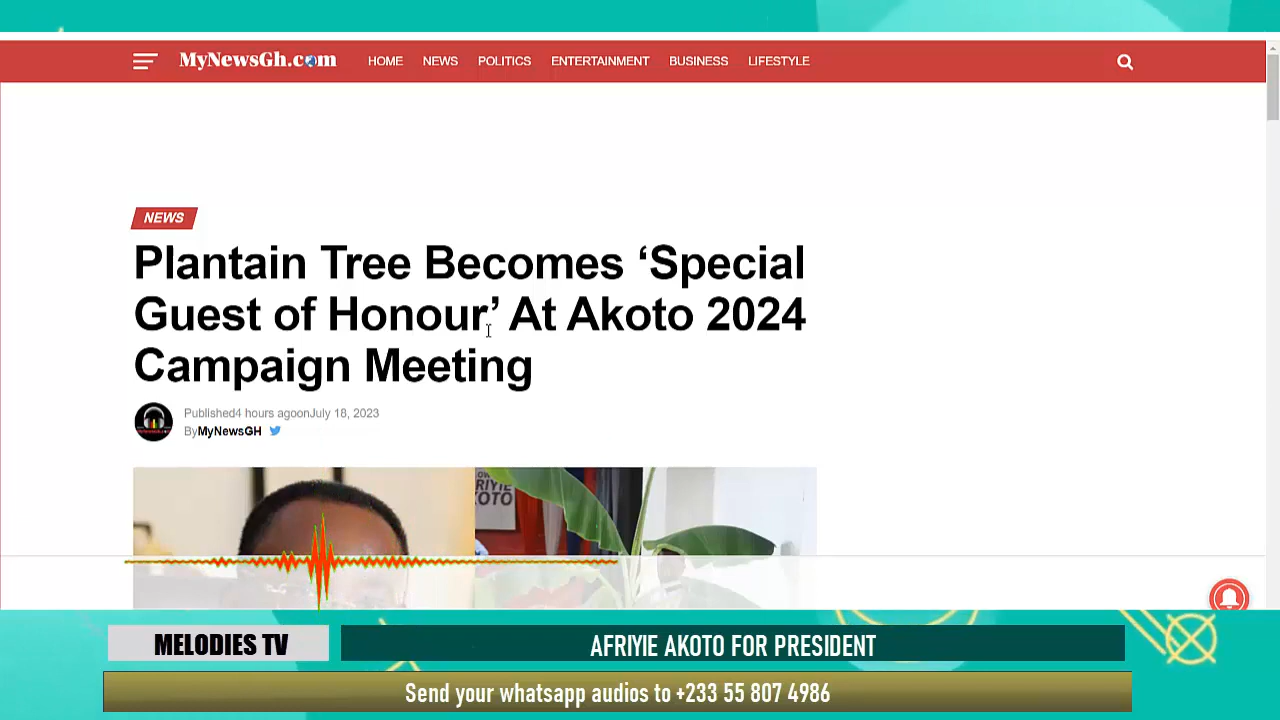 MyNewsGh.com
HOME NEWS POLITICS ENTERTAINMENT BUSINESS LIFESTYLE
NEWS
Plantain Tree Becomes ‘Special
Guest of Honour’ At Akoto 2024
Campaign Meeting
Published4 hours agoonJuly 18, 2023
ByMyNewsGH
RIYIE
KOTO
MELODIES TV
AFRIYIE AKOTO FOR PRESIDENT
Send your whatsapp audios to +233 55 807 4986